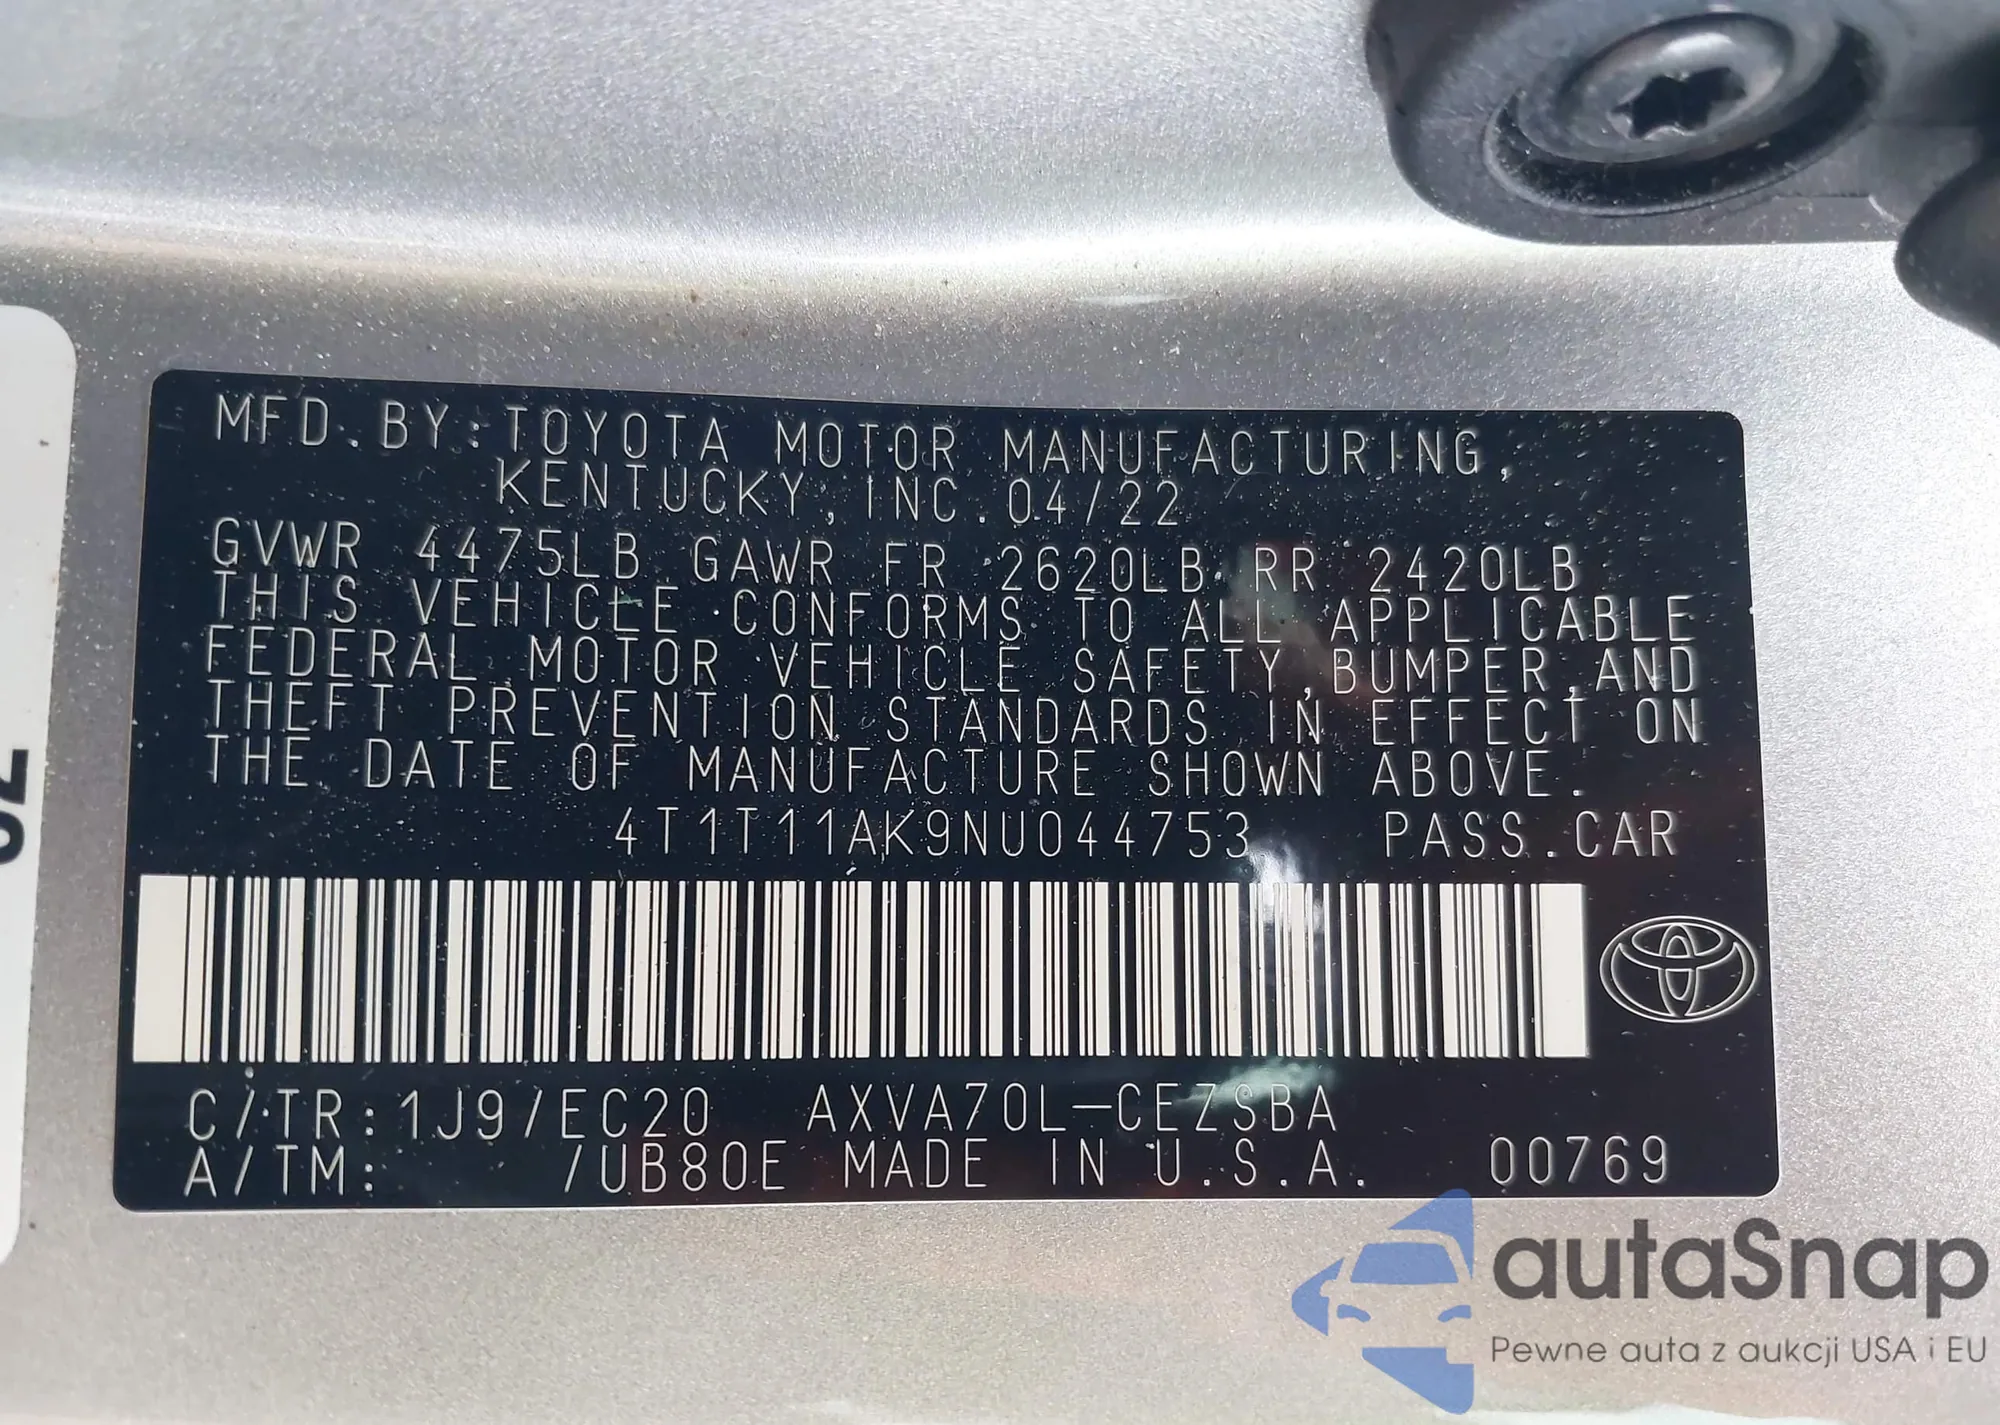 MFD.BY:TOYOTA MOTOR MANUFACTURING,
KENTUCKY, INC.04/22
GVWR 4475LB GAWR FR 2620LB RR 2420LB
THIS VEHICLE CONFORMS TO ALL APPLICABLE
FEDERAL MOTOR VEHICLE SAFETY,BUMPER,AND
THEFT PREVENTION STANDARDS IN EFFECT ON
THE DATE OF MANUFACTURE SHOWN ABOVE.
4T1T11AK9NU044753 PASS.CAR
C/TR:1J9/EC20 AXVA70L-CEZSBA
A/TM: /UB80E MADE IN U.S.A. 00769
autaSnap
Pewne auta z aukcji USA i EU